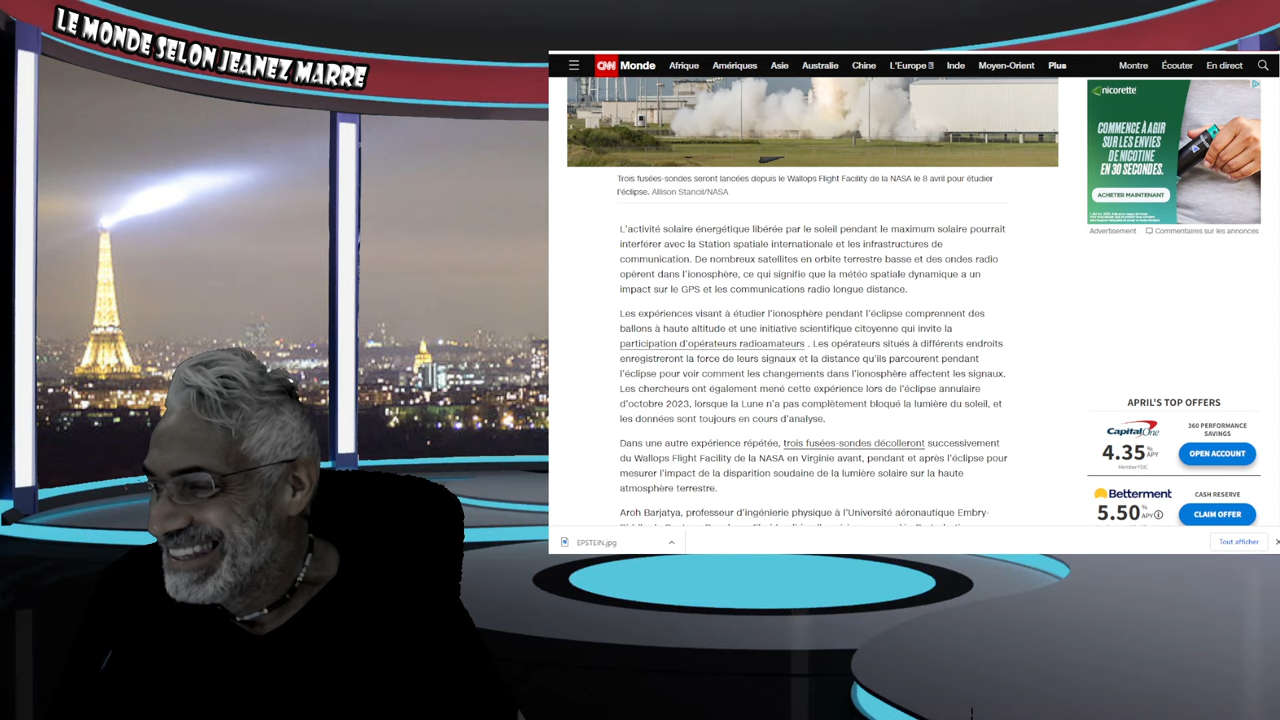 LE MONDE SELON JEANEZ MARRE
CNN Monde Afrique Amériques Asie Australie Chine L'Europe Inde Moyen-Orient Plus Montre Écouter En direct
Trois fusées-sondes seront lancées depuis le Wallops Flight Facility de la NASA le 8 avril pour étudier
l'éclipse. Allison Stancil/NASA
L'activité solaire énergétique libérée par le soleil pendant le maximum solaire pourrait
interférer avec la Station spatiale internationale et les infrastructures de
communication. De nombreux satellites en orbite terrestre basse et des ondes radio
opèrent dans l'ionosphère, ce qui signifie que la météo spatiale dynamique a un
impact sur le GPS et les communications radio longue distance.
Les expériences visant à étudier l'ionosphère pendant l'éclipse comprennent des
ballons à haute altitude et une initiative scientifique citoyenne qui invite la
participation d'opérateurs radioamateurs . Les opérateurs situés à différents endroits
enregistreront la force de leurs signaux et la distance qu'ils parcourent pendant
l'éclipse pour voir comment les changements dans l'ionosphère affectent les signaux.
Les chercheurs ont également mené cette expérience lors de l'éclipse annulaire
d'octobre 2023, lorsque la Lune n'a pas complètement bloqué la lumière du soleil, et
les données sont toujours en cours d'analyse.
Dans une autre expérience répétée, trois fusées-sondes décolleront successivement
du Wallops Flight Facility de la NASA en Virginie avant, pendant et après l'éclipse pour
mesurer l'impact de la disparition soudaine de la lumière solaire sur la haute
atmosphère terrestre.
Aroh Barjatya, professeur d'ingénierie physique à l'Université aéronautique Embry-
nicorette
COMMENCE À AGIR
SUR LES ENVIES
DE NICOTINE
EN 30 SECONDES.
ACHETER MAINTENANT
Advertisement Commentaires sur les annonces
APRIL'S TOP OFFERS
Capital One
360 PERFORMANCE
SAVINGS
4.35 % APY
Member FDIC
OPEN ACCOUNT
Betterment
CASH RESERVE
5.50 % APY
CLAIM OFFER
EPSTEIN.jpg
Tout afficher